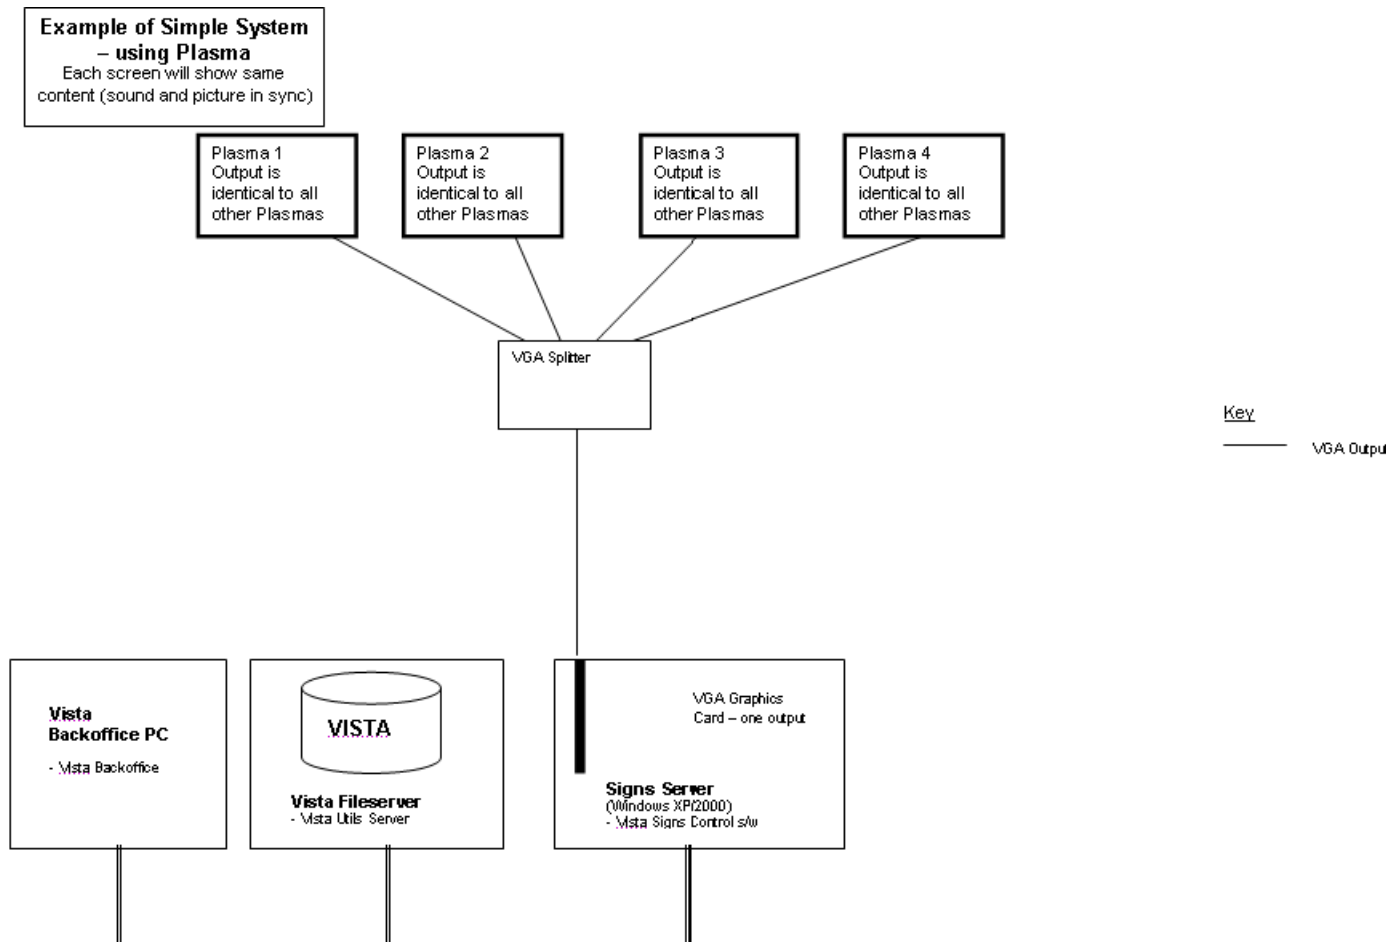 Example of Simple System
– using Plasma
Each screen will show same
content (sound and picture in sync)
Plasma 1
Output is
identical to all
other Plasmas
Plasma 2
Output is
identical to all
other Plasmas
Plasma 3
Output is
identical to all
other Plasmas
Plasma 4
Output is
identical to all
other Plasmas
VGA Splitter
Key
VGA Output
Vista
Backoffice PC
- Vista Backoffice
VISTA
Vista Fileserver
- Vista Utils Server
VGA Graphics
Card – one output
Signs Server
(Windows XP/2000)
- Vista Signs Control s/w